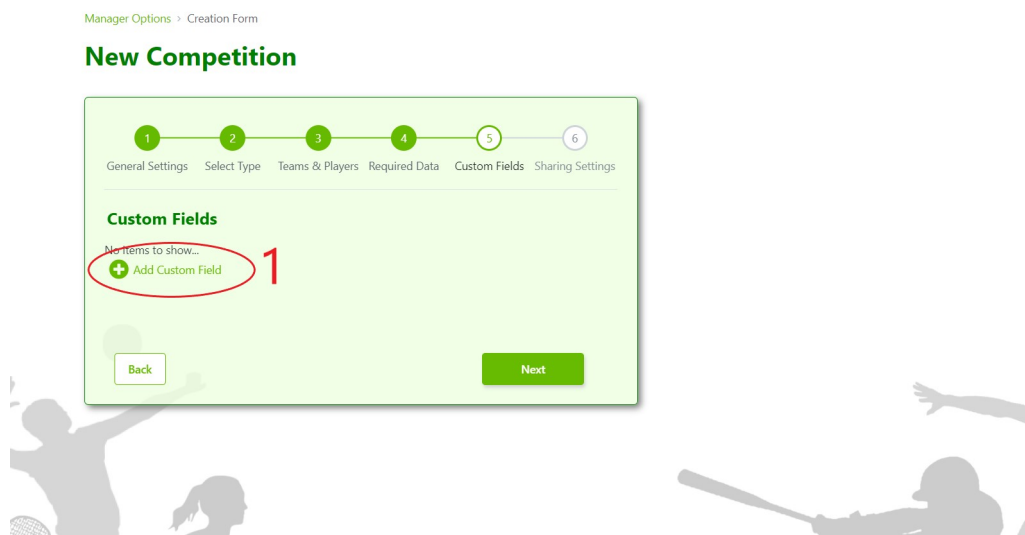 Manager Options › Creation Form
New Competition
1 2 3 4 5 6
General Settings Select Type Teams & Players Required Data Custom Fields Sharing Settings
Custom Fields
No items to show...
Add Custom Field 1
Back Next